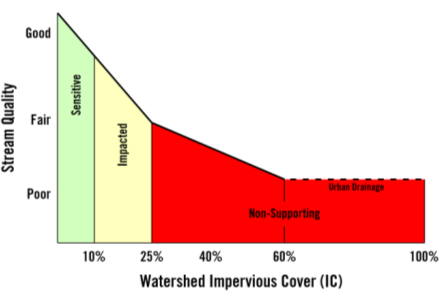 Good
Fair
Poor
Stream Quality
Sensitive
Impacted
Urban Drainage
Non-Supporting
10% 25% 40% 60% 100%
Watershed Impervious Cover (IC)